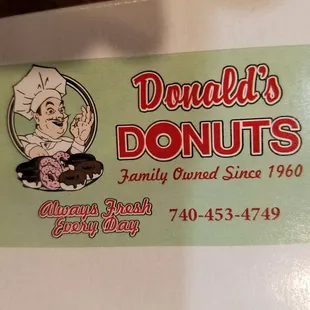 Donald's
DONUTS
Family Owned Since 1960
Always Fresh
Every Day
740-453-4749